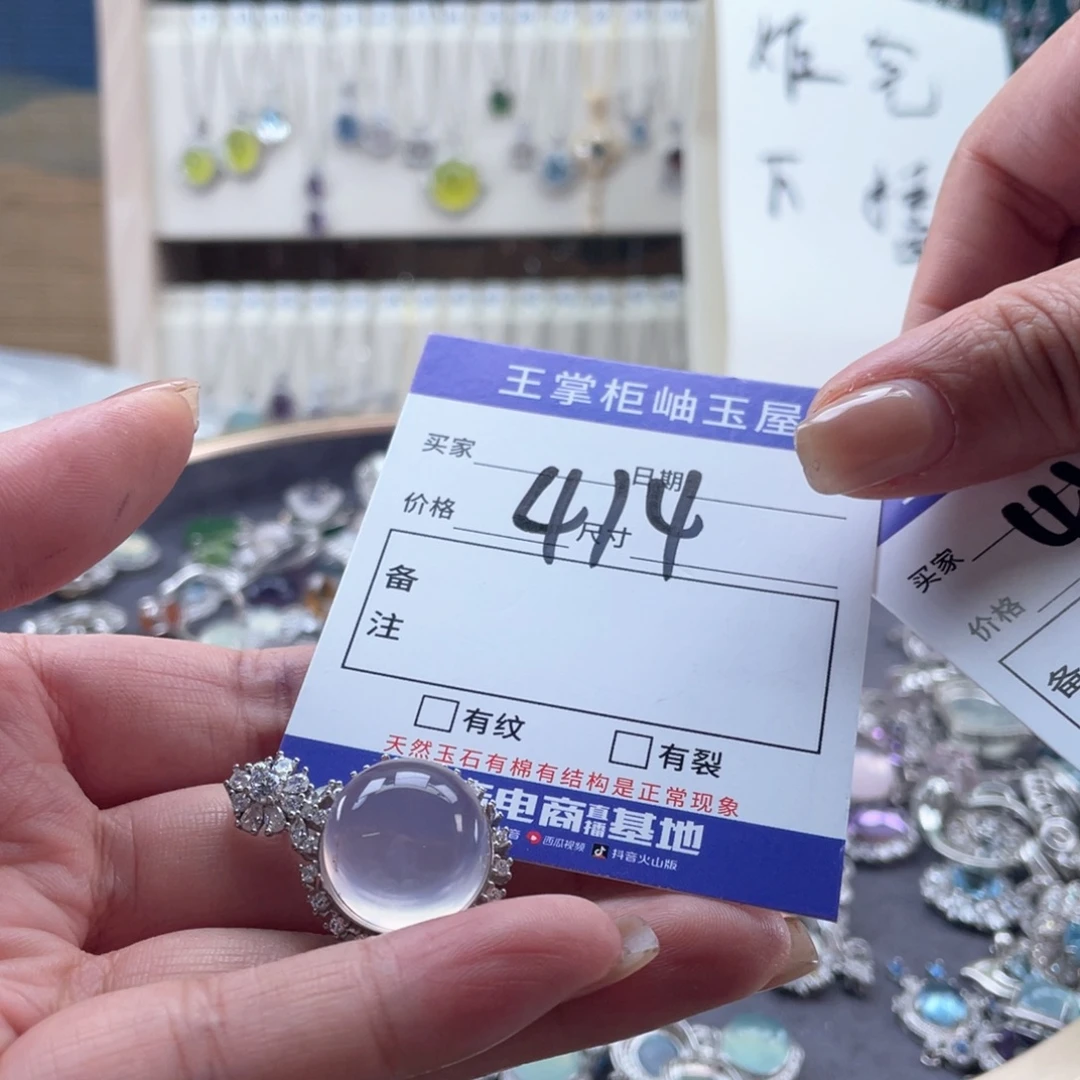 王掌柜岫玉屋
买家 日期
414
价格 尺寸
备
注
有纹 有裂
天然玉石有棉有结构是正常现象
电商直播基地
音 西瓜视频 抖音火山版
买家
价格
备